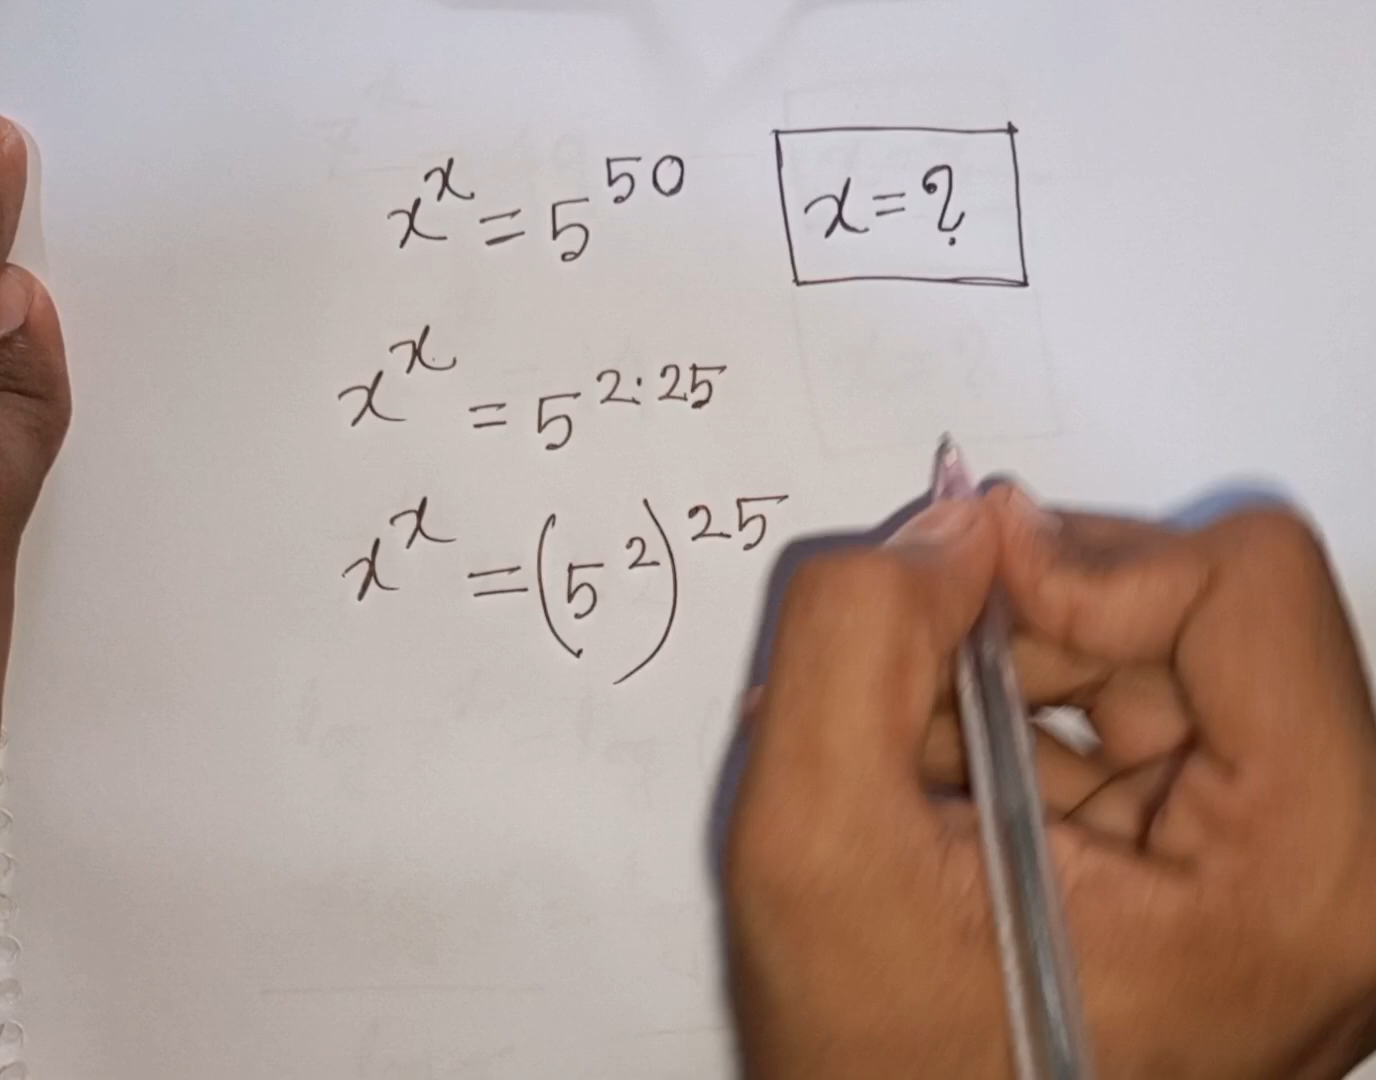 x^x = 5^50
x = ?
x^x = 5^2·25
x^x = (5^2)^25